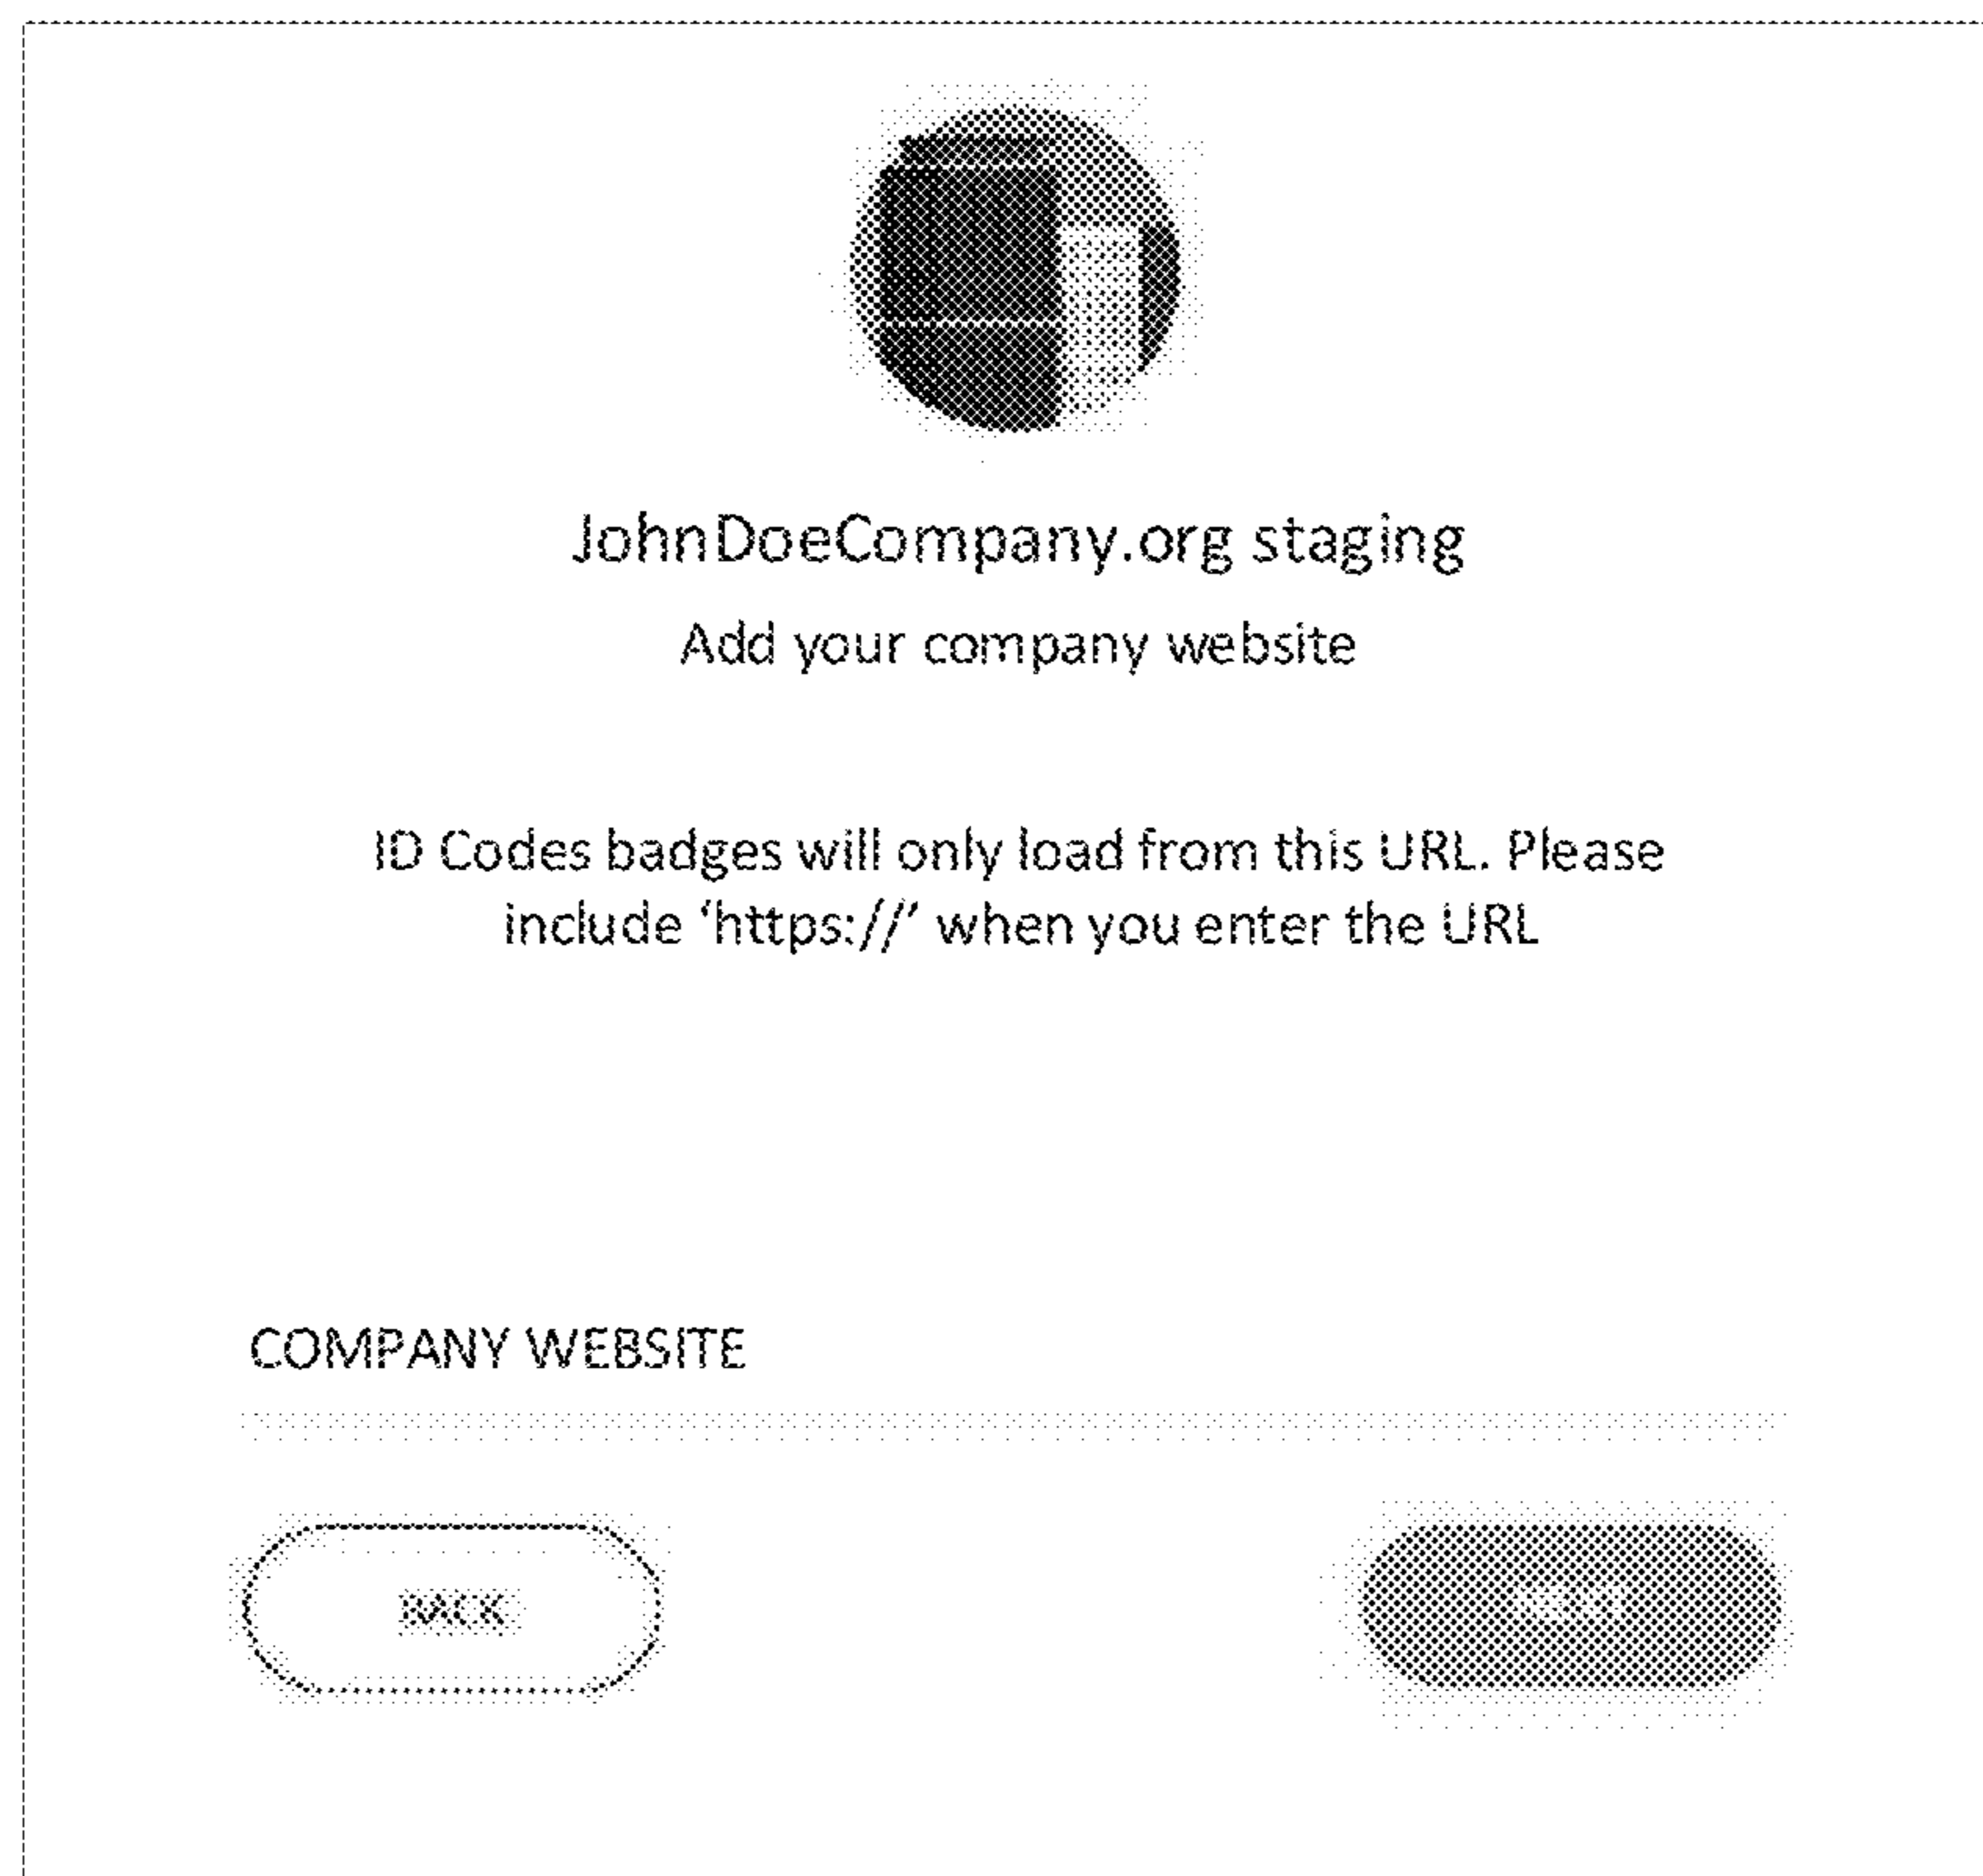 JohnDoeCompany.org staging
Add your company website
ID Codes badges will only load from this URL. Please
include ‘https://’ when you enter the URL
COMPANY WEBSITE
BACK